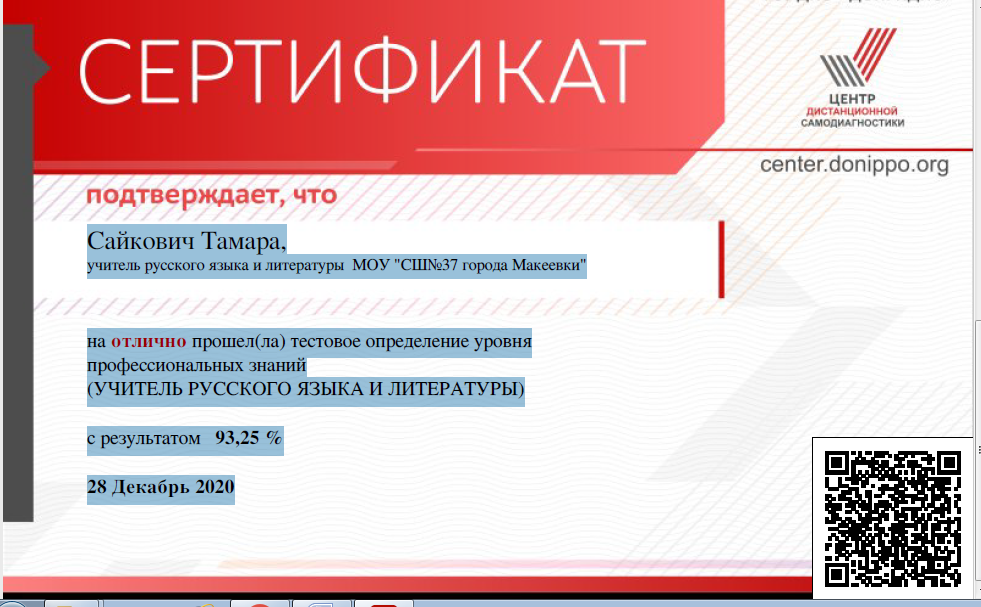 СЕРТИФИКАТ
ЦЕНТР
ДИСТАНЦИОННОЙ
САМОДИАГНОСТИКИ
center.donippo.org
подтверждает, что
Сайкович Тамара,
учитель русского языка и литературы МОУ "СШ№37 города Макеевки"
на отлично прошел(ла) тестовое определение уровня
профессиональных знаний
(УЧИТЕЛЬ РУССКОГО ЯЗЫКА И ЛИТЕРАТУРЫ)
с результатом 93,25 %
28 Декабрь 2020